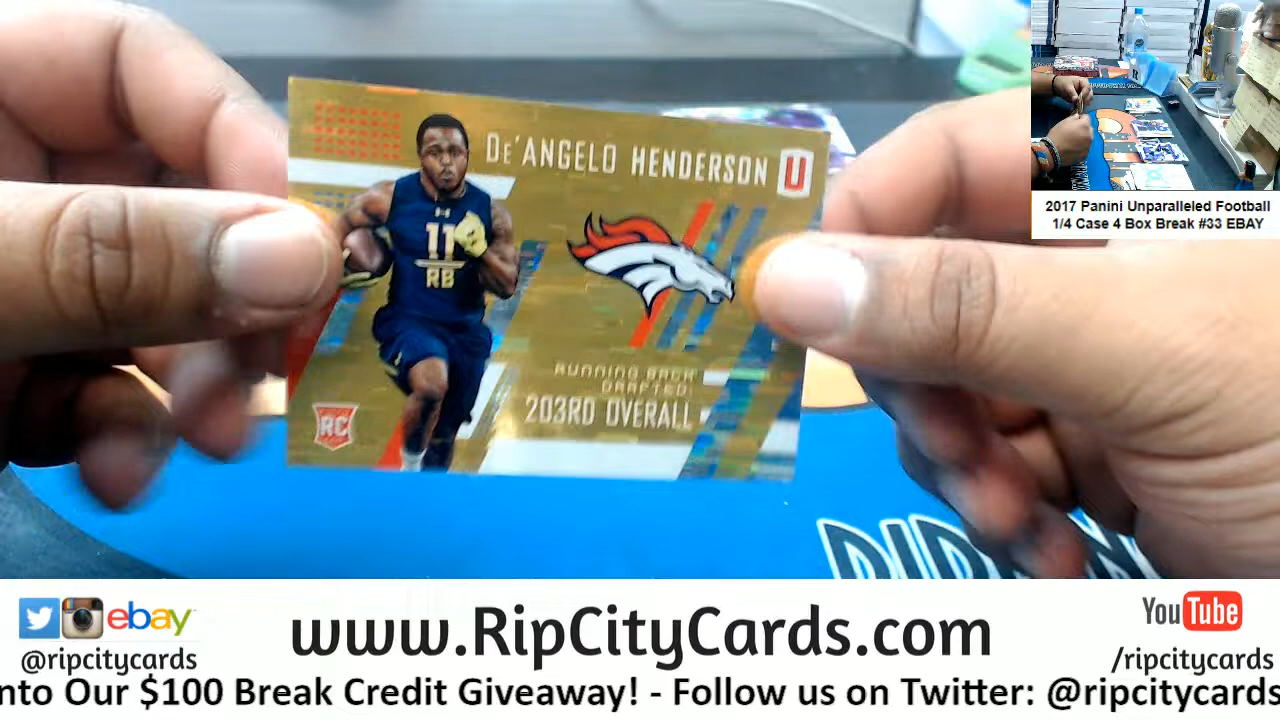 De'ANGELO HENDERSON U
11
RB
RUNNING BACK
DRAFTED:
203RD OVERALL
RC
2017 Panini Unparalleled Football
1/4 Case 4 Box Break #33 EBAY
ebay
@ripcitycards
www.RipCityCards.com
YouTube
/ripcitycards
nto Our $100 Break Credit Giveaway! - Follow us on Twitter: @ripcitycards